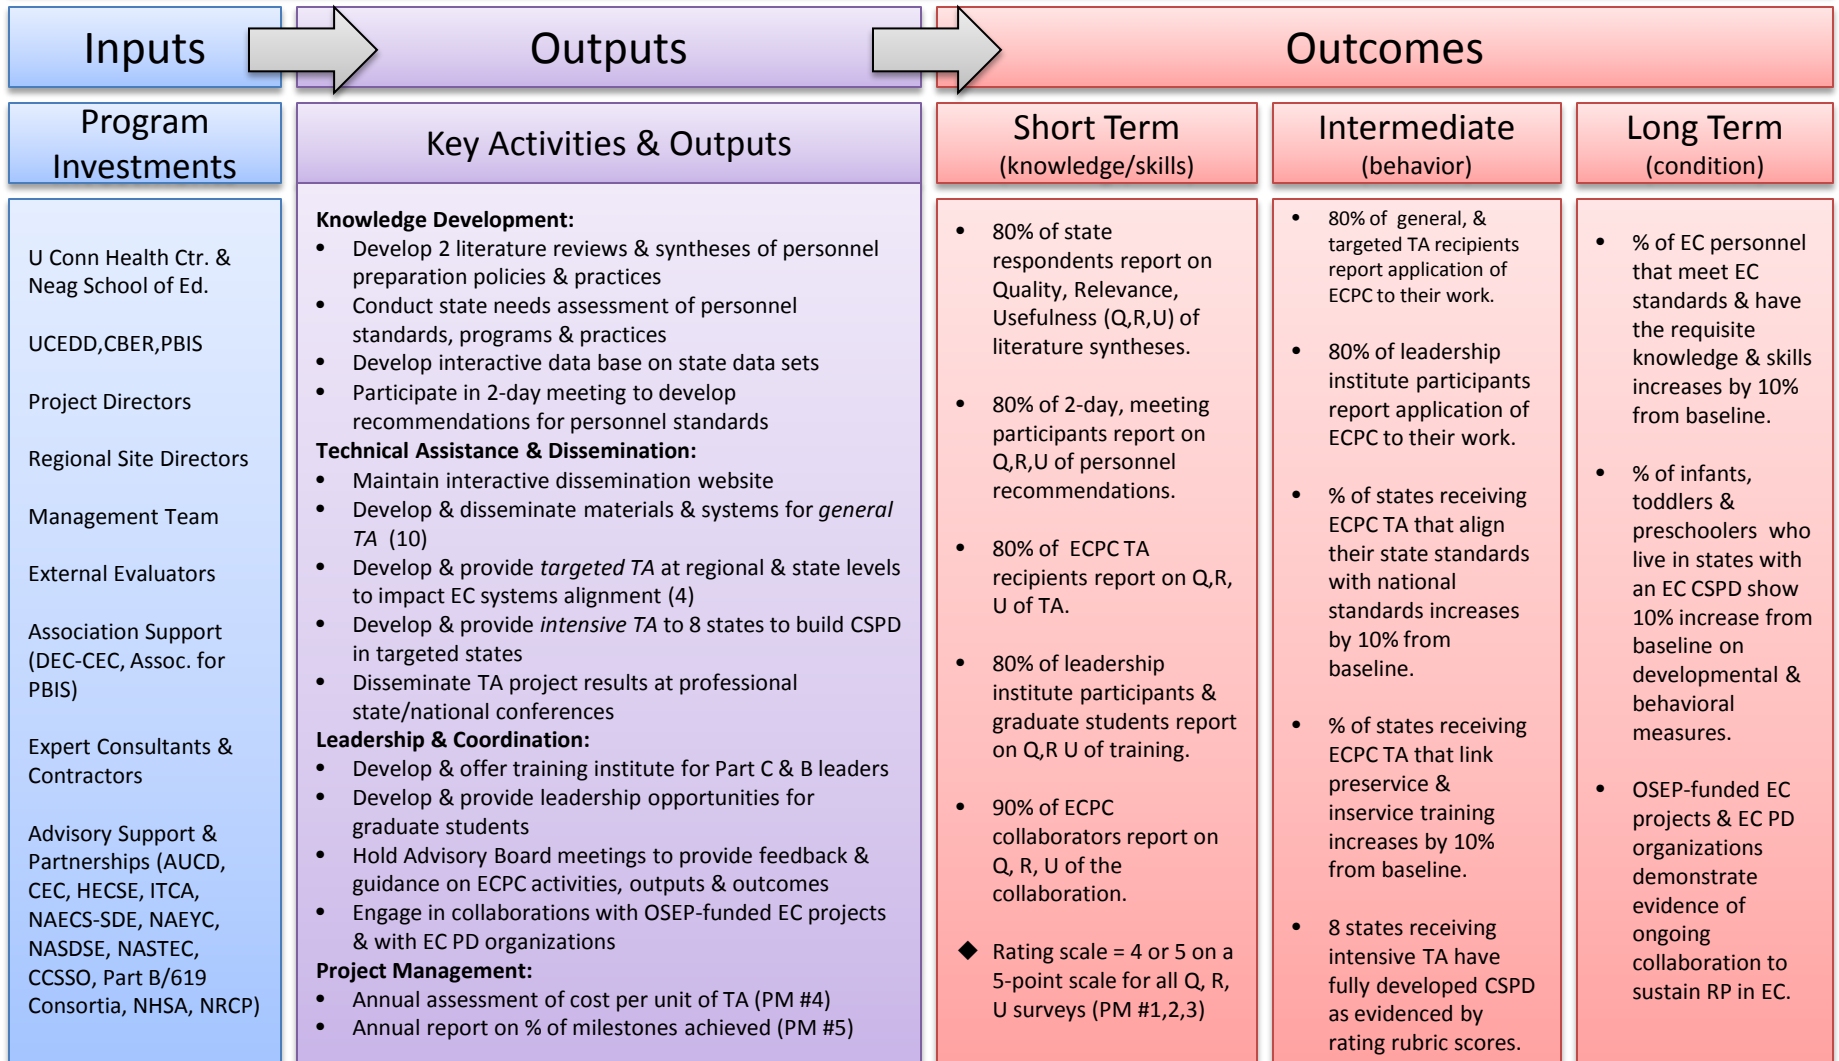 Inputs
Outputs
Outcomes
Program
Investments
Key Activities & Outputs
Short Term
(knowledge/skills)
Intermediate
(behavior)
Long Term
(condition)
U Conn Health Ctr. &
Neag School of Ed.
UCEDD,CBER,PBIS
Project Directors
Regional Site Directors
Management Team
External Evaluators
Association Support
(DEC-CEC, Assoc. for
PBIS)
Expert Consultants &
Contractors
Advisory Support &
Partnerships (AUCD,
CEC, HECSE, ITCA,
NAECS-SDE, NAEYC,
NASDSE, NASTEC,
CCSSO, Part B/619
Consortia, NHSA, NRCP)
Knowledge Development:
• Develop 2 literature reviews & syntheses of personnel
preparation policies & practices
• Conduct state needs assessment of personnel
standards, programs & practices
• Develop interactive data base on state data sets
• Participate in 2-day meeting to develop
recommendations for personnel standards
Technical Assistance & Dissemination:
• Maintain interactive dissemination website
• Develop & disseminate materials & systems for general
TA (10)
• Develop & provide targeted TA at regional & state levels
to impact EC systems alignment (4)
• Develop & provide intensive TA to 8 states to build CSPD
in targeted states
• Disseminate TA project results at professional
state/national conferences
Leadership & Coordination:
• Develop & offer training institute for Part C & B leaders
• Develop & provide leadership opportunities for
graduate students
• Hold Advisory Board meetings to provide feedback &
guidance on ECPC activities, outputs & outcomes
• Engage in collaborations with OSEP-funded EC projects
& with EC PD organizations
Project Management:
• Annual assessment of cost per unit of TA (PM #4)
• Annual report on % of milestones achieved (PM #5)
• 80% of state
respondents report on
Quality, Relevance,
Usefulness (Q,R,U) of
literature syntheses.
• 80% of 2-day, meeting
participants report on
Q,R,U of personnel
recommendations.
• 80% of ECPC TA
recipients report on Q,R,
U of TA.
• 80% of leadership
institute participants &
graduate students report
on Q,R U of training.
• 90% of ECPC
collaborators report on
Q, R, U of the
collaboration.
◆ Rating scale = 4 or 5 on a
5-point scale for all Q, R,
U surveys (PM #1,2,3)
• 80% of general, &
targeted TA recipients
report application of
ECPC to their work.
• 80% of leadership
institute participants
report application of
ECPC to their work.
• % of states receiving
ECPC TA that align
their state standards
with national
standards increases
by 10% from
baseline.
• % of states receiving
ECPC TA that link
preservice &
inservice training
increases by 10%
from baseline.
• 8 states receiving
intensive TA have
fully developed CSPD
as evidenced by
rating rubric scores.
• % of EC personnel
that meet EC
standards & have
the requisite
knowledge & skills
increases by 10%
from baseline.
• % of infants,
toddlers &
preschoolers who
live in states with
an EC CSPD show
10% increase from
baseline on
developmental &
behavioral
measures.
• OSEP-funded EC
projects & EC PD
organizations
demonstrate
evidence of
ongoing
collaboration to
sustain RP in EC.